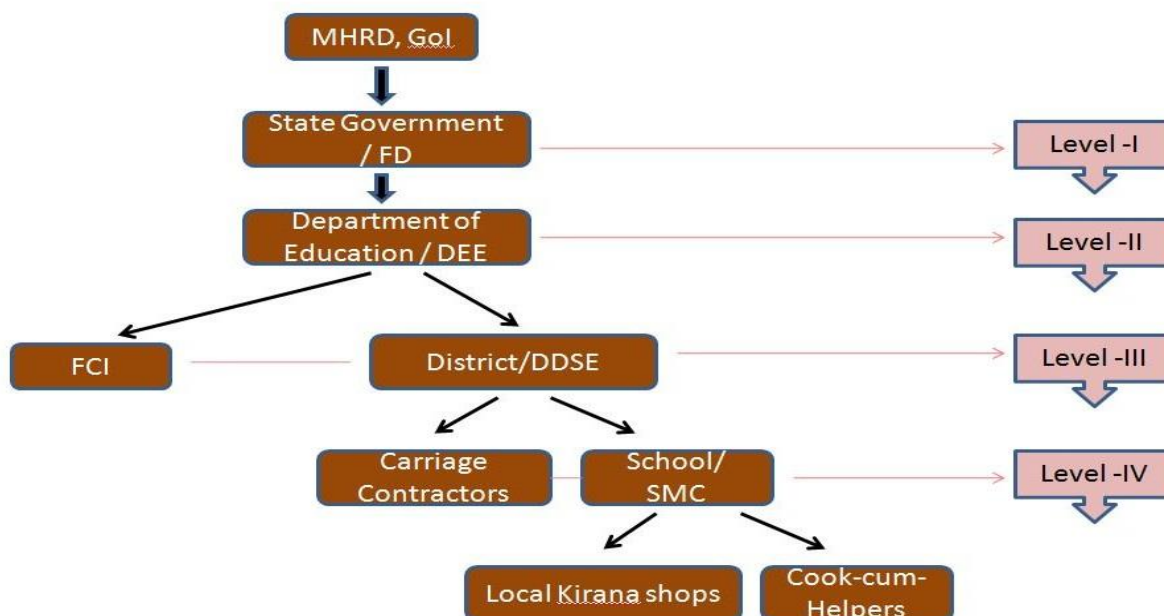 MHRD, GoI
State Government
/ FD
Level -I
Department of
Education / DEE
Level -II
FCI
District/DDSE
Level -III
Carriage
Contractors
School/
SMC
Level -IV
Local Kirana shops
Cook-cum-
Helpers